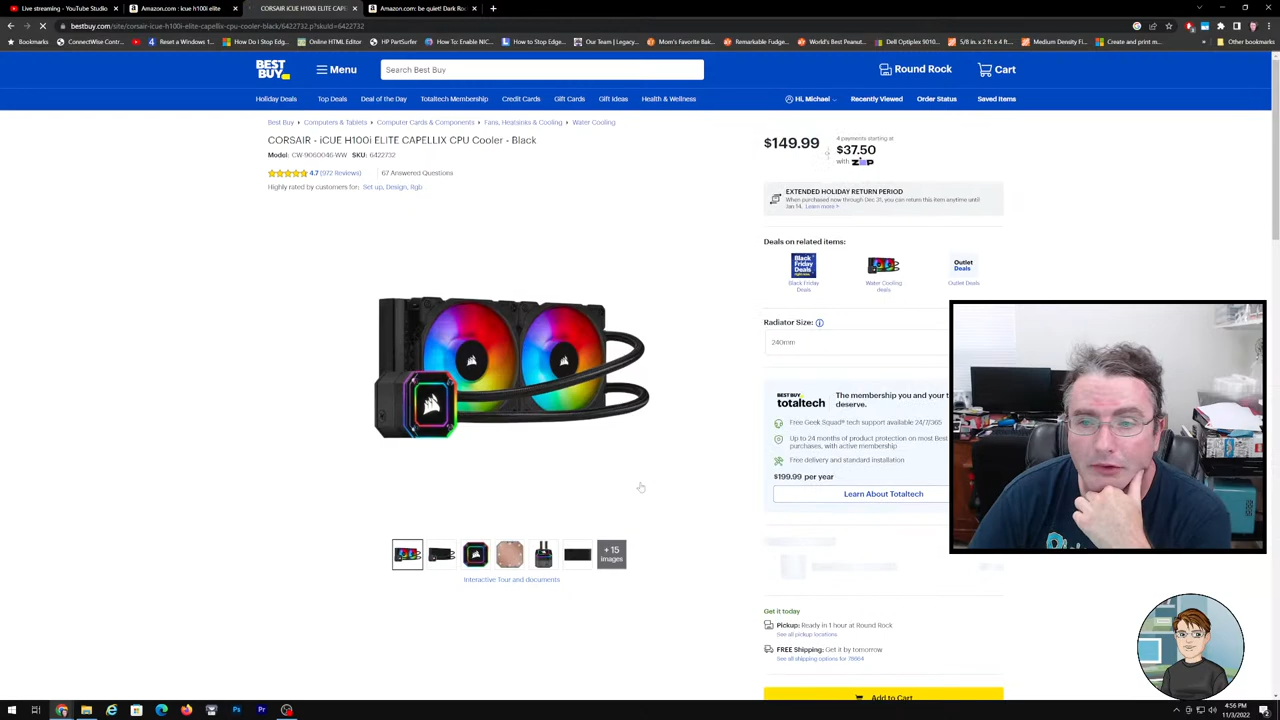 Live streaming - YouTube Studio
Amazon.com : h100i elite
CORSAIR iCUE H100i ELITE CAPE
Amazon.com: be quiet! Dark Ro
bestbuy.com/site/corsair-icue-h100i-elite-capellix-cpu-cooler-black/6422732.p?skuId=6422732
Bookmarks
ConnectWise Contr...
Reset a Windows 1...
How Do I Stop Edge...
Online HTML Editor
HP PartSurfer
How To: Enable NIC...
How to Stop Edge...
Our Team | Legacy...
Mom's Favorite Bak...
Remarkable Fudge...
World's Best Peanut...
Dell Optiplex 9010...
5/8 in. x 2 ft. x 4 ft....
Medium Density Fi...
Create and print m...
Other bookmarks
BEST BUY
Menu
Search Best Buy
Round Rock
Cart
Holiday Deals
Top Deals
Deal of the Day
Totaltech Membership
Credit Cards
Gift Cards
Gift Ideas
Health & Wellness
Hi, Michael
Recently Viewed
Order Status
Saved Items
Best Buy
Computers & Tablets
Computer Cards & Components
Fans, Heatsinks & Cooling
Water Cooling
CORSAIR - iCUE H100i ELITE CAPELLIX CPU Cooler - Black
Model: CW-9060046-WW SKU: 6422732
4.7 (972 Reviews)
67 Answered Questions
Highly rated by customers for: Set up, Design, Rgb
$149.99
4 payments starting at
$37.50
with ZIP
EXTENDED HOLIDAY RETURN PERIOD
When purchased now through Dec 31, you can return this item anytime until
Jan 14. Learn more >
Deals on related items:
Black Friday Deals
Outlet Deals
Black Friday Deals
Water Cooling deals
Outlet Deals
Radiator Size:
240mm
BEST BUY totaltech
The membership you and your t
deserve.
Free Geek Squad® tech support available 24/7/365
Up to 24 months of product protection on most Best
purchases, with active membership
Free delivery and standard installation
$199.99 per year
Learn About Totaltech
+ 15
Images
Interactive Tour and documents
Get it today
Pickup: Ready in 1 hour at Round Rock
See all pickup locations
FREE Shipping: Get it by tomorrow
See all shipping options for 78664
Add to Cart
4:56 PM
11/3/2022